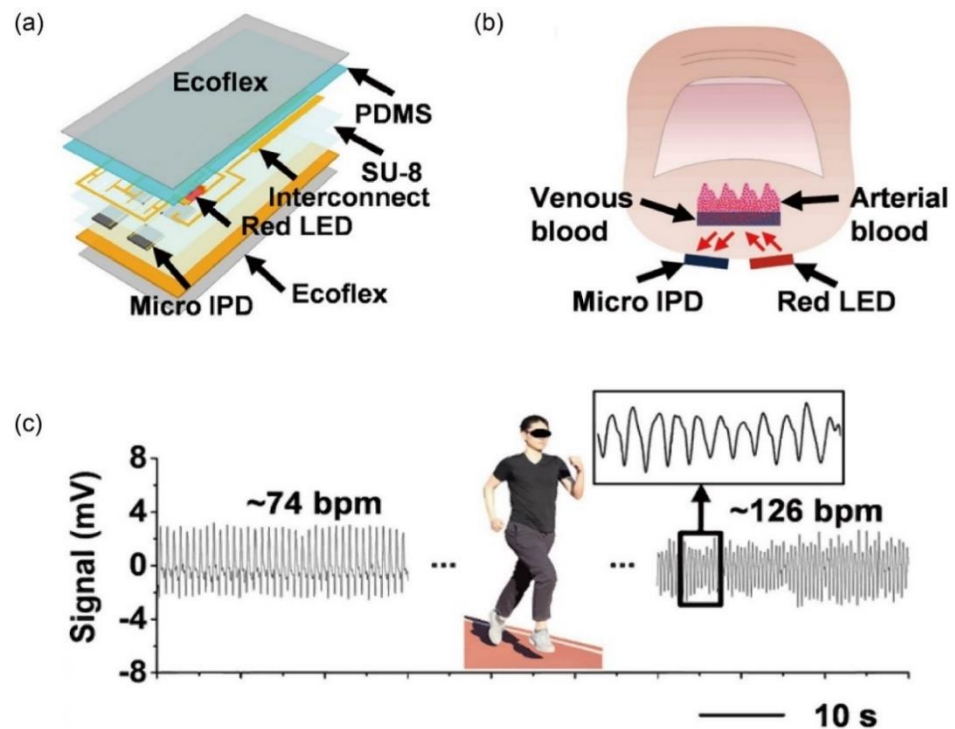 (a)
Ecoflex
PDMS
SU-8
Interconnect
Red LED
Micro IPD
Ecoflex
(b)
Venous
blood
Arterial
blood
Micro IPD
Red LED
(c)
Signal (mV)
8
4
0
-4
-8
~74 bpm
...
...
~126 bpm
10 s